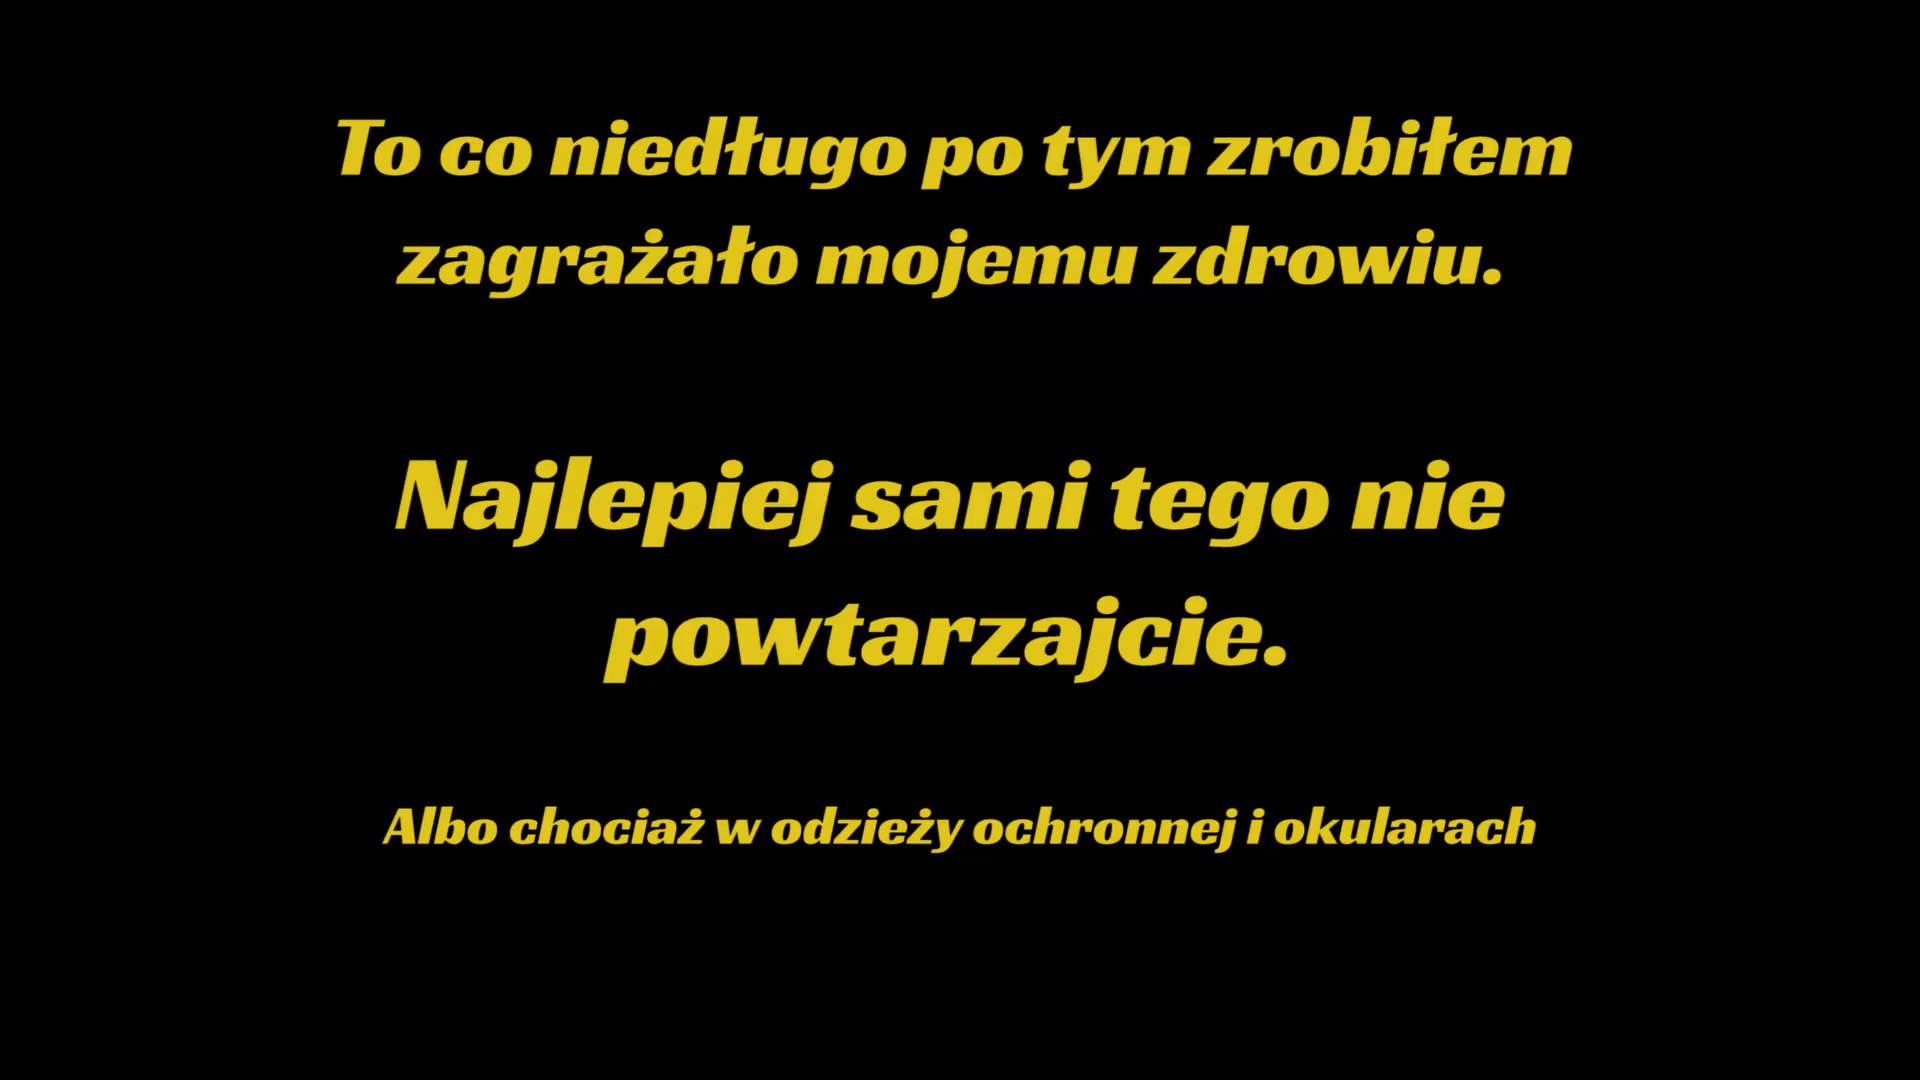 To co niedługo po tym zrobiłem
zagrażało mojemu zdrowiu.
Najlepiej sami tego nie
powtarzajcie.
Albo chociaż w odzieży ochronnej i okularach